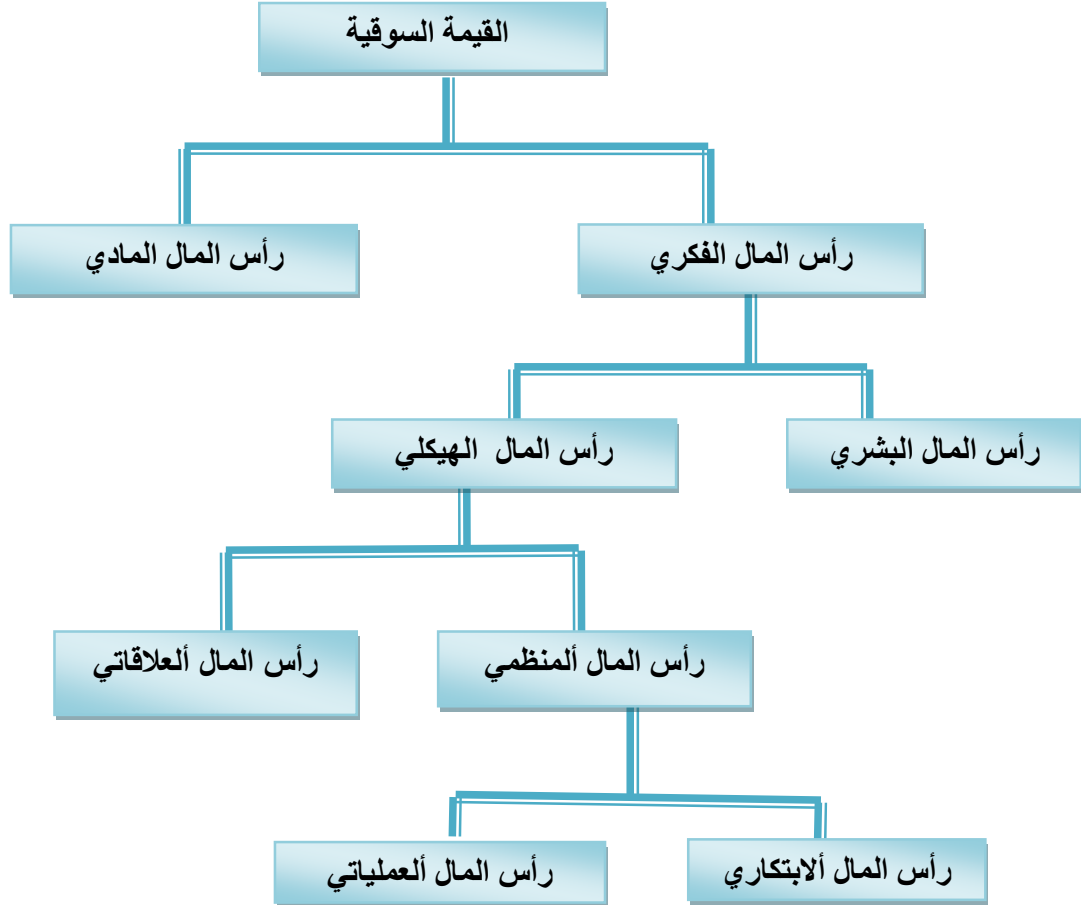 القيمة السوقية
رأس المال الفكري
رأس المال المادي
رأس المال البشري
رأس المال الهيكلي
رأس المال ألمنظمي
رأس المال ألعلاقاتي
رأس المال ألابتكاري
رأس المال ألعملياتي